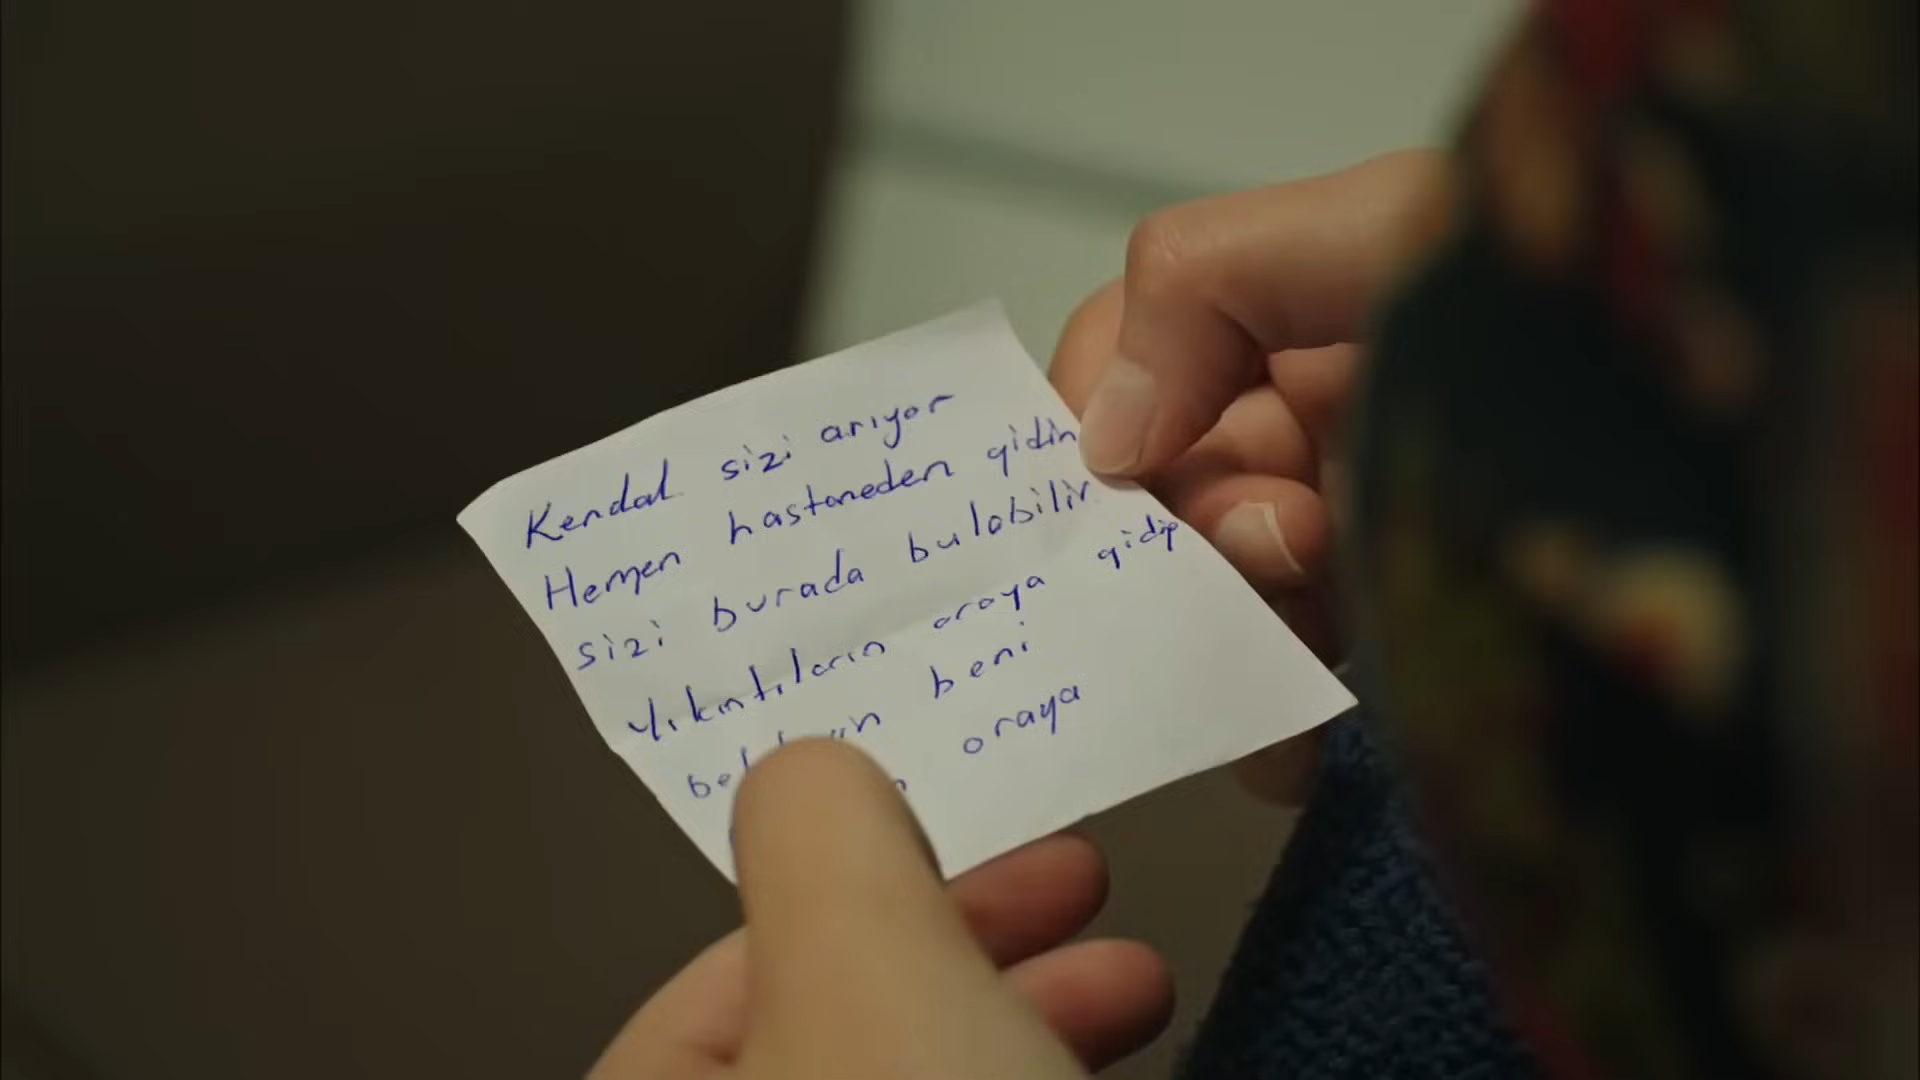 Kendal sizi arıyor
Hemen hastaneden gidin
sizi burada bulabilir.
Yıkıntıların oraya gidip
beni
oraya